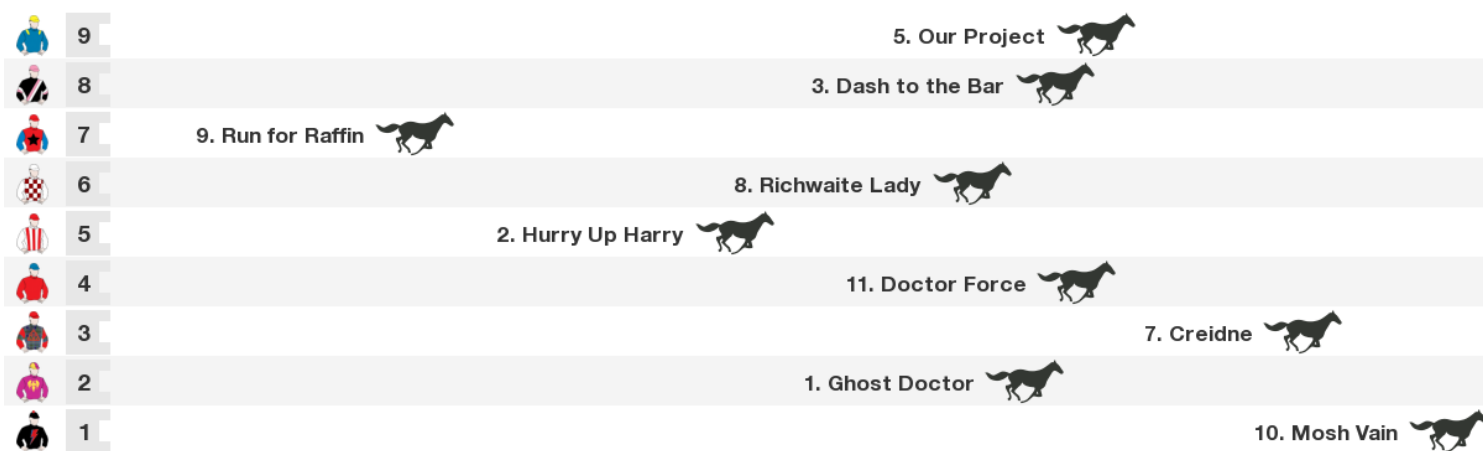 9 5. Our Project
8 3. Dash to the Bar
7 9. Run for Raffin
6 8. Richwaite Lady
5 2. Hurry Up Harry
4 11. Doctor Force
3 7. Creidne
2 1. Ghost Doctor
1 10. Mosh Vain